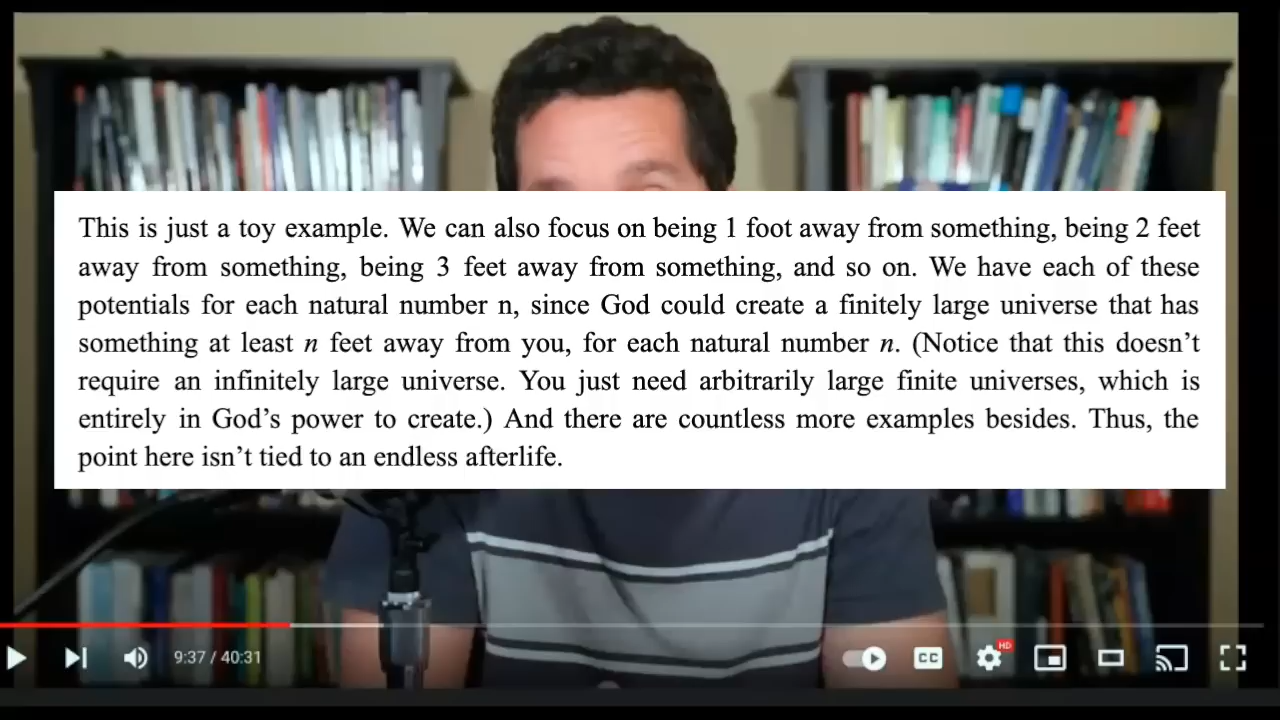 This is just a toy example. We can also focus on being 1 foot away from something, being 2 feet
away from something, being 3 feet away from something, and so on. We have each of these
potentials for each natural number n, since God could create a finitely large universe that has
something at least n feet away from you, for each natural number n. (Notice that this doesn’t
require an infinitely large universe. You just need arbitrarily large finite universes, which is
entirely in God’s power to create.) And there are countless more examples besides. Thus, the
point here isn’t tied to an endless afterlife.
9:37 / 40:31
CC
HD